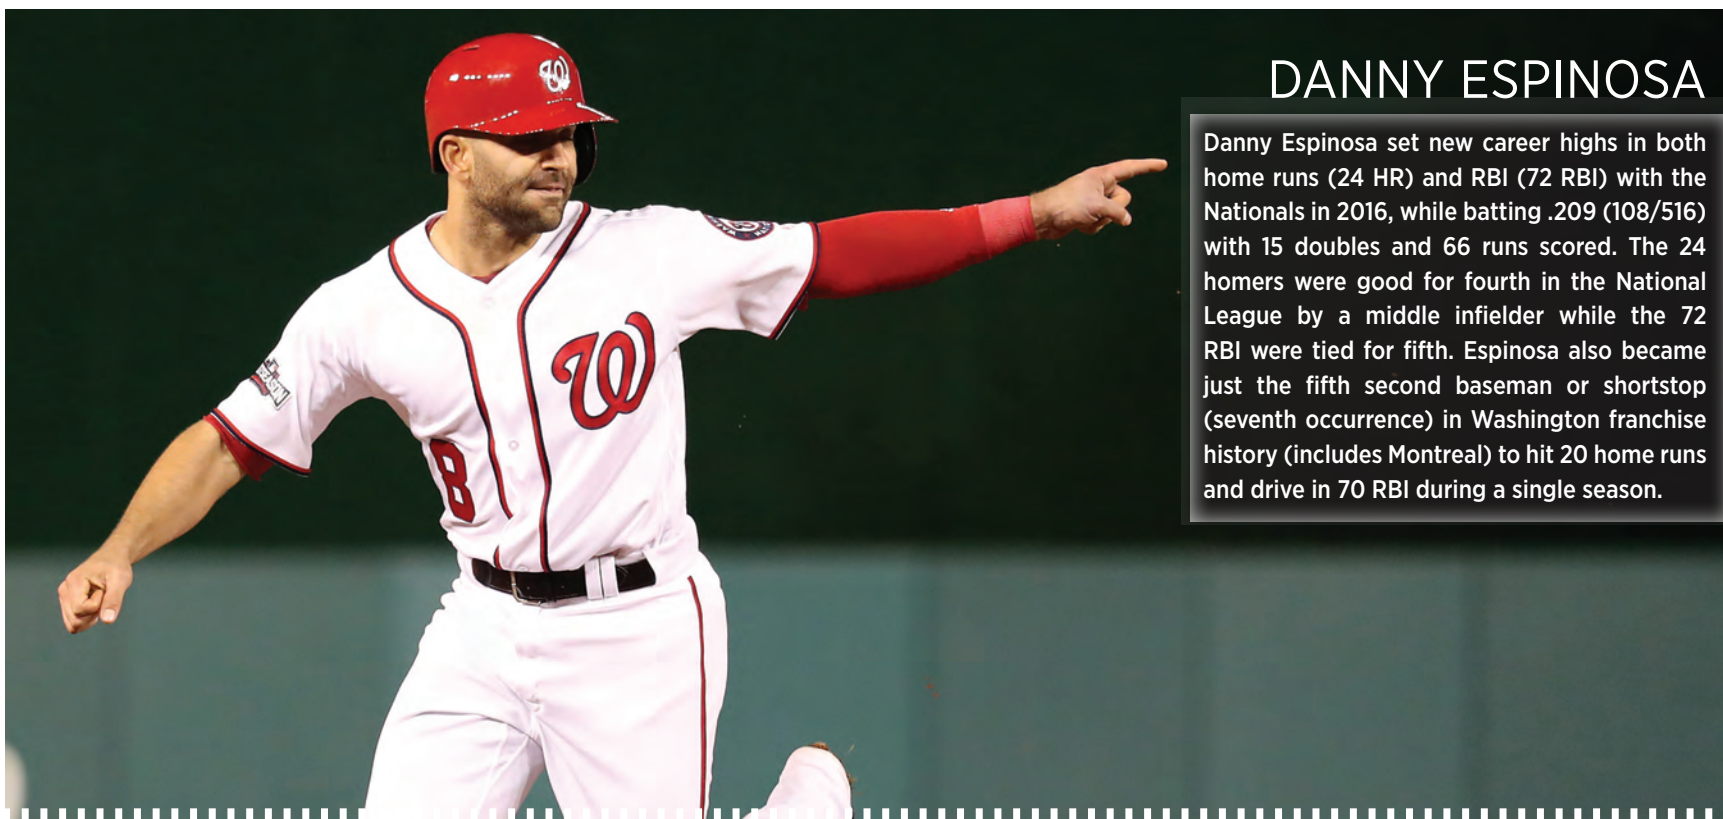 DANNY ESPINOSA
Danny Espinosa set new career highs in both
home runs (24 HR) and RBI (72 RBI) with the
Nationals in 2016, while batting .209 (108/516)
with 15 doubles and 66 runs scored. The 24
homers were good for fourth in the National
League by a middle infielder while the 72
RBI were tied for fifth. Espinosa also became
just the fifth second baseman or shortstop
(seventh occurrence) in Washington franchise
history (includes Montreal) to hit 20 home runs
and drive in 70 RBI during a single season.
W
W
8